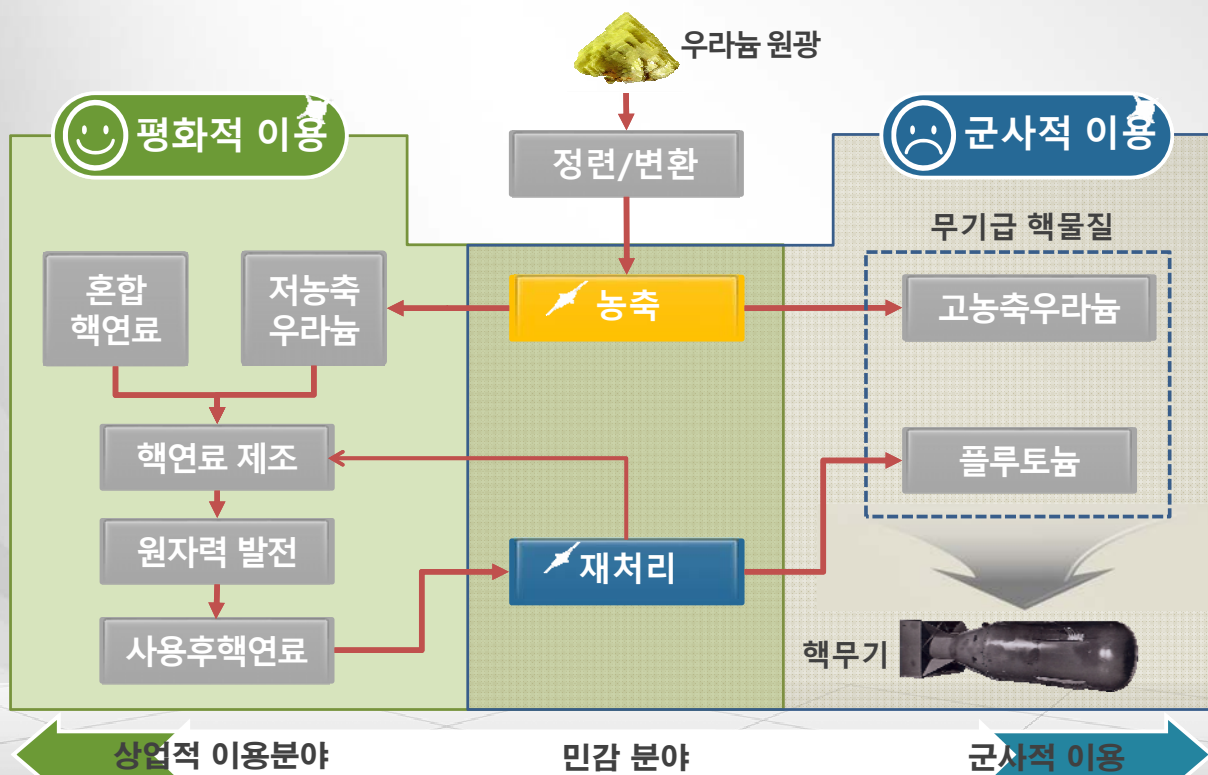 우라늄 원광
평화적 이용
군사적 이용
정련/변환
무기급 핵물질
혼합
핵연료
저농축
우라늄
농축
고농축우라늄
핵연료 제조
플루토늄
원자력 발전
재처리
사용후핵연료
핵무기
상업적 이용분야
민감 분야
군사적 이용